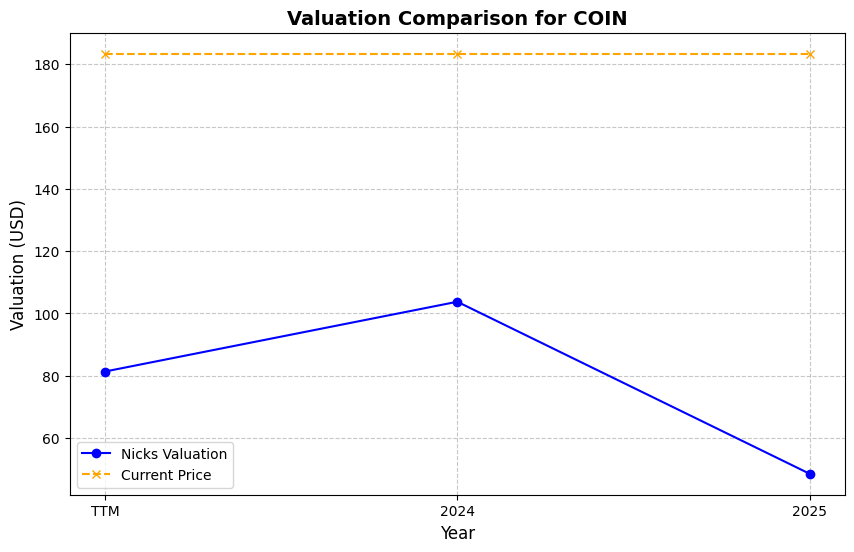 Valuation Comparison for COIN
Valuation (USD)
180
160
140
120
100
80
60
Nicks Valuation
Current Price
TTM
2024
2025
Year